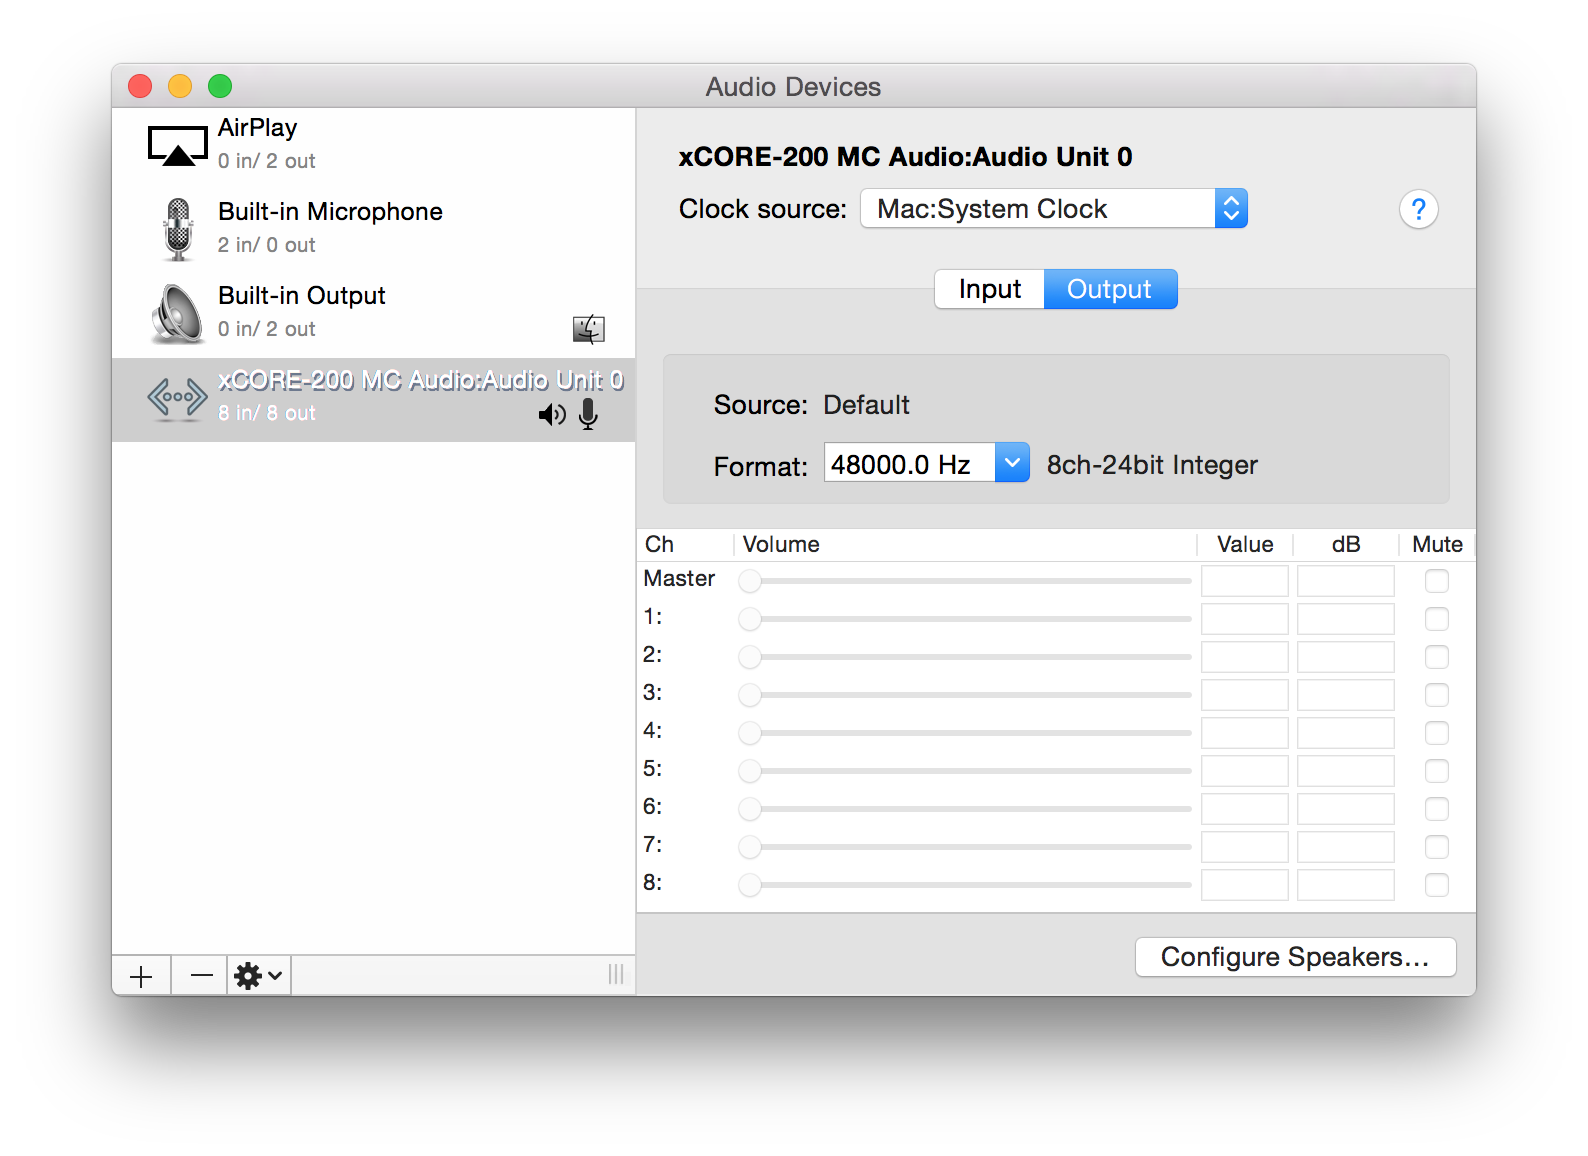 Audio Devices
AirPlay
0 in/ 2 out
Built-in Microphone
2 in/ 0 out
Built-in Output
0 in/ 2 out
xCORE-200 MC Audio:Audio Unit 0
8 in/ 8 out
xCORE-200 MC Audio:Audio Unit 0
Clock source: Mac:System Clock ?
Input Output
Source: Default
Format: 48000.0 Hz 8ch-24bit Integer
Ch Volume Value dB Mute
Master
1:
2:
3:
4:
5:
6:
7:
8:
Configure Speakers...